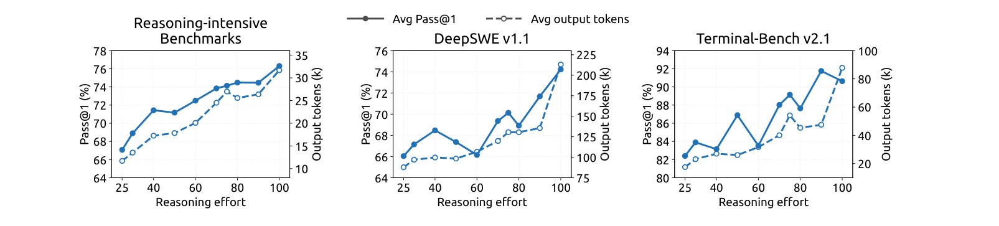 Avg Pass@1
Avg output tokens
Reasoning-intensive
Benchmarks
78
76
74
72
70
68
66
64
Pass@1 (%)
35
30
25
20
15
10
Output tokens (k)
25 40 60 80 100
Reasoning effort
DeepSWE v1.1
76
74
72
70
68
66
64
Pass@1 (%)
225
200
175
150
125
100
75
Output tokens (k)
25 40 60 80 100
Reasoning effort
Terminal-Bench v2.1
94
92
90
88
86
84
82
80
Pass@1 (%)
100
80
60
40
20
Output tokens (k)
25 40 60 80 100
Reasoning effort